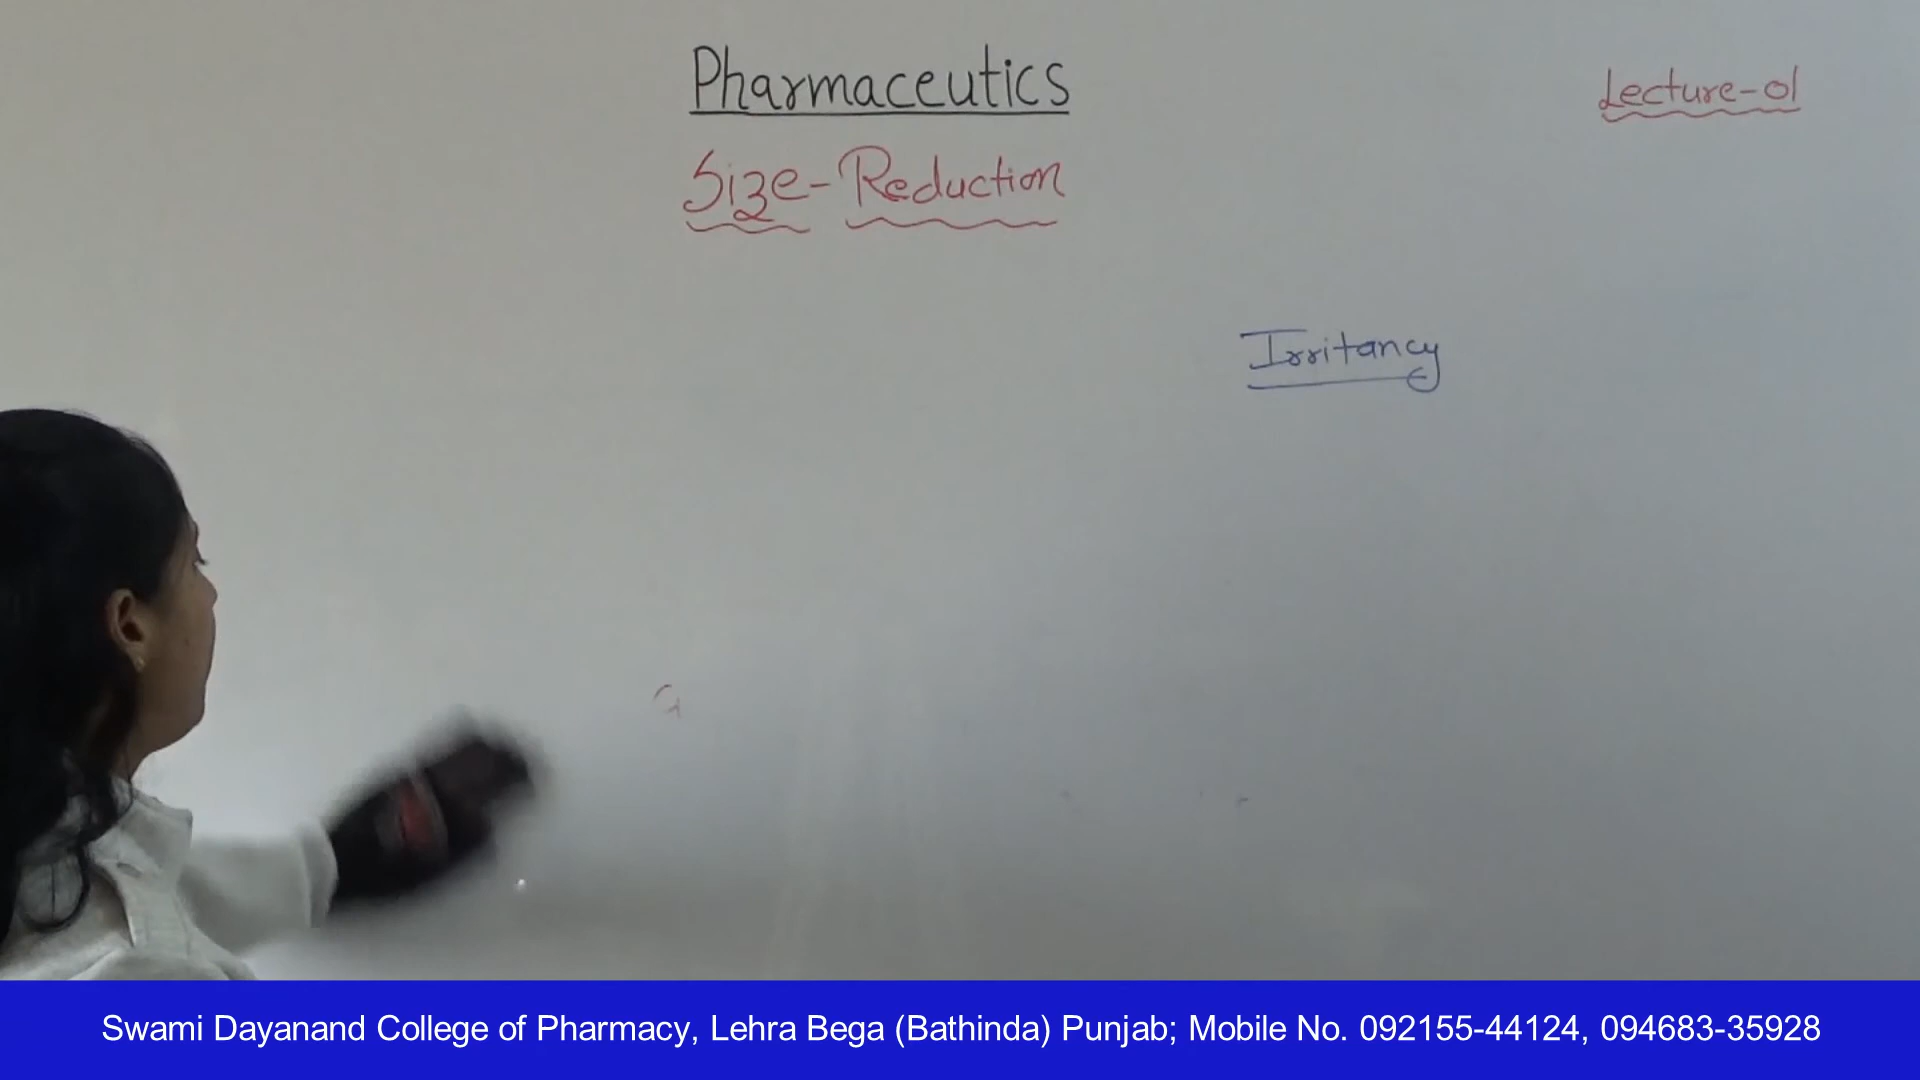 Pharmaceutics
Lecture-01
Size-Reduction
Irritancy
Swami Dayanand College of Pharmacy, Lehra Bega (Bathinda) Punjab; Mobile No. 092155-44124, 094683-35928